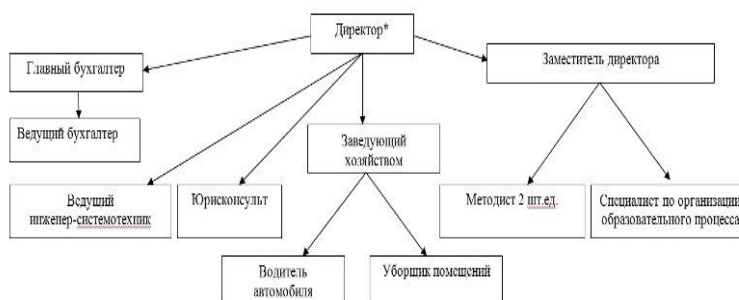 Директор*
Главный бухгалтер
Заместитель директора
Ведущий бухгалтер
Заведующий
хозяйством
Ведущий
инженер-системотехник
Юрисконсульт
Методист 2 шт.ед.
Специалист по организации
образовательного процесса
Водитель
автомобиля
Уборщик помещений